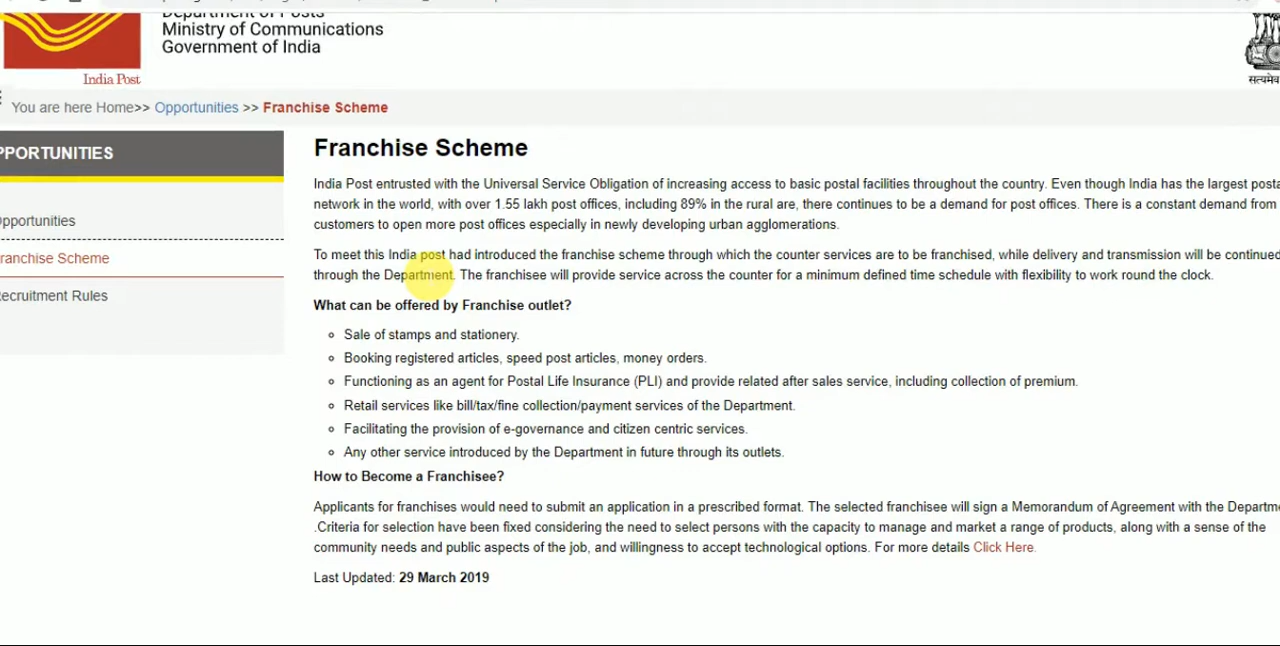 Department of Posts
Ministry of Communications
Government of India
India Post
सत्यमेव
You are here Home>> Opportunities >> Franchise Scheme
PPORTUNITIES
pportunities
ranchise Scheme
ecruitment Rules
Franchise Scheme
India Post entrusted with the Universal Service Obligation of increasing access to basic postal facilities throughout the country. Even though India has the largest posta
network in the world, with over 1.55 lakh post offices, including 89% in the rural are, there continues to be a demand for post offices. There is a constant demand from
customers to open more post offices especially in newly developing urban agglomerations.
To meet this India post had introduced the franchise scheme through which the counter services are to be franchised, while delivery and transmission will be continued
through the Department. The franchisee will provide service across the counter for a minimum defined time schedule with flexibility to work round the clock.
What can be offered by Franchise outlet?
Sale of stamps and stationery.
Booking registered articles, speed post articles, money orders.
Functioning as an agent for Postal Life Insurance (PLI) and provide related after sales service, including collection of premium.
Retail services like bill/tax/fine collection/payment services of the Department.
Facilitating the provision of e-governance and citizen centric services.
Any other service introduced by the Department in future through its outlets.
How to Become a Franchisee?
Applicants for franchises would need to submit an application in a prescribed format. The selected franchisee will sign a Memorandum of Agreement with the Departme
.Criteria for selection have been fixed considering the need to select persons with the capacity to manage and market a range of products, along with a sense of the
community needs and public aspects of the job, and willingness to accept technological options. For more details Click Here.
Last Updated: 29 March 2019